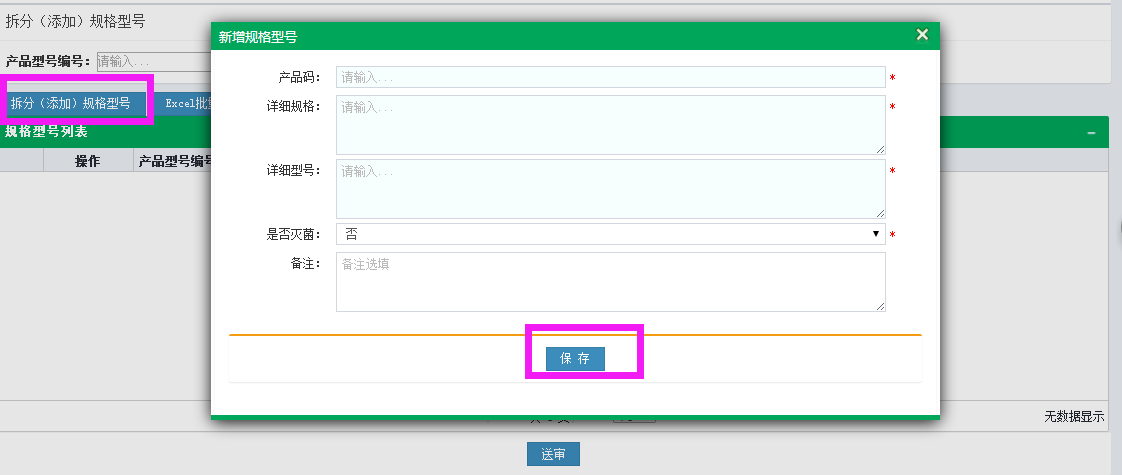 拆分（添加）规格型号
产品型号编号： 请输入...
拆分（添加）规格型号 Excel批
规格型号列表
操作 产品型号编号
新增规格型号
产品码： 请输入... *
详细规格： 请输入... *
详细型号： 请输入... *
是否灭菌： 否 *
备注： 备注选填
保 存
无数据显示
送审